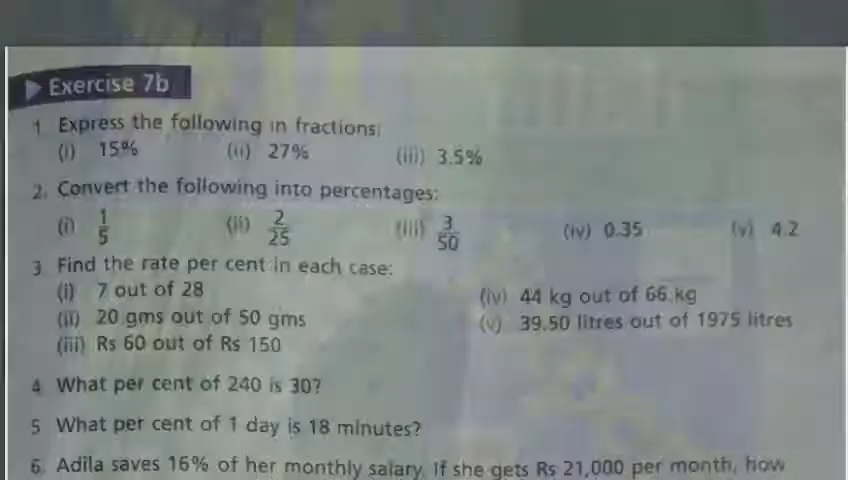 Exercise 7b
1. Express the following in fractions:
(i) 15% (ii) 27% (iii) 3.5%
2. Convert the following into percentages:
(i) 1/5 (ii) 2/25 (iii) 3/50 (iv) 0.35 (v) 4.2
3. Find the rate per cent in each case:
(i) 7 out of 28 (iv) 44 kg out of 66 kg
(ii) 20 gms out of 50 gms (v) 39.50 litres out of 1975 litres
(iii) Rs 60 out of Rs 150
4. What per cent of 240 is 30?
5. What per cent of 1 day is 18 minutes?
6. Adila saves 16% of her monthly salary. If she gets Rs 21,000 per month, how